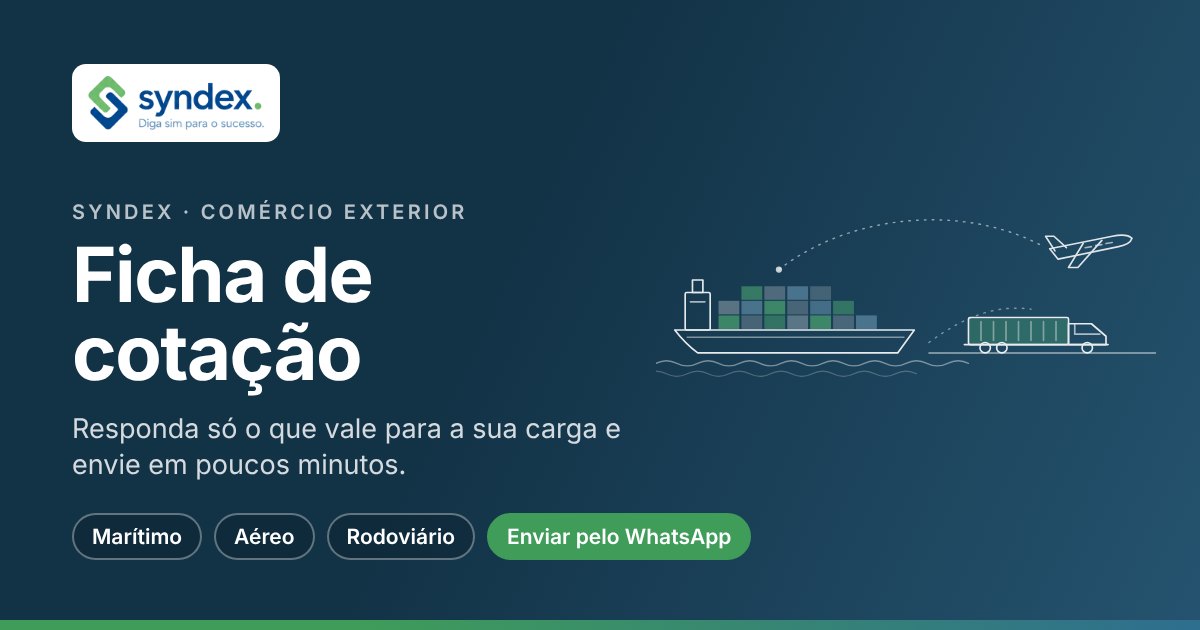 syndex.
Diga sim para o sucesso.
SYNDEX · COMÉRCIO EXTERIOR
Ficha de
cotação
Responda só o que vale para a sua carga e
envie em poucos minutos.
Marítimo
Aéreo
Rodoviário
Enviar pelo WhatsApp